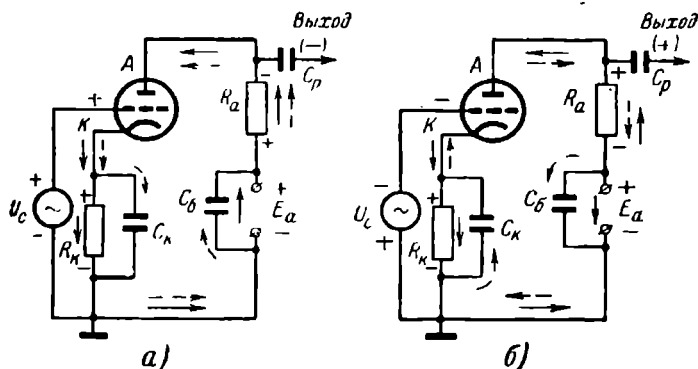 Выход
(–)
A
Cр
+
–
Rа
K
+
+
Uс
–
+
Rк
–
Cк
Cб
+
Eа
–
а)
Выход
(+)
A
Cр
–
+
Rа
K
–
–
Uс
+
+
Rк
–
Cк
Cб
+
Eа
–
б)